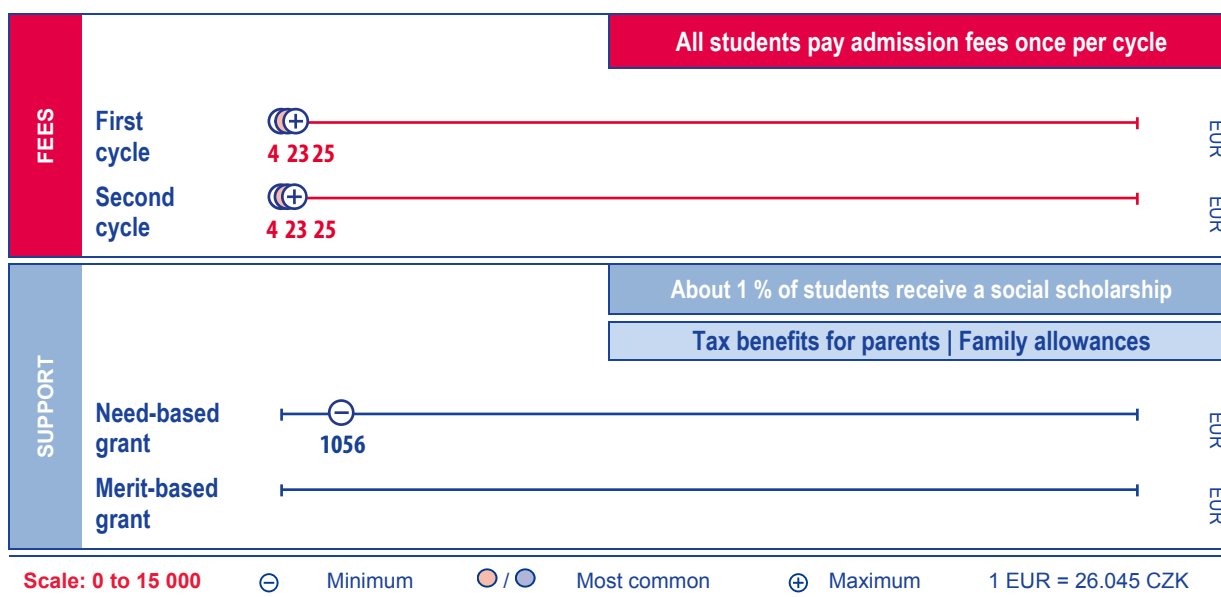 All students pay admission fees once per cycle
FEES
First
cycle
4 23 25
EUR
Second
cycle
4 23 25
EUR
About 1 % of students receive a social scholarship
Tax benefits for parents | Family allowances
SUPPORT
Need-based
grant
1056
EUR
Merit-based
grant
EUR
Scale: 0 to 15 000 Minimum / Most common Maximum 1 EUR = 26.045 CZK